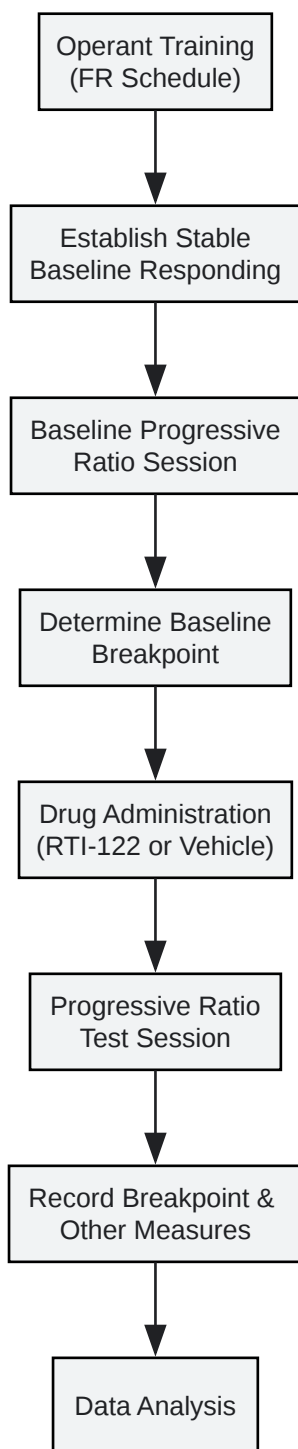 Operant Training
(FR Schedule)
Establish Stable
Baseline Responding
Baseline Progressive
Ratio Session
Determine Baseline
Breakpoint
Drug Administration
(RTI-122 or Vehicle)
Progressive Ratio
Test Session
Record Breakpoint &
Other Measures
Data Analysis